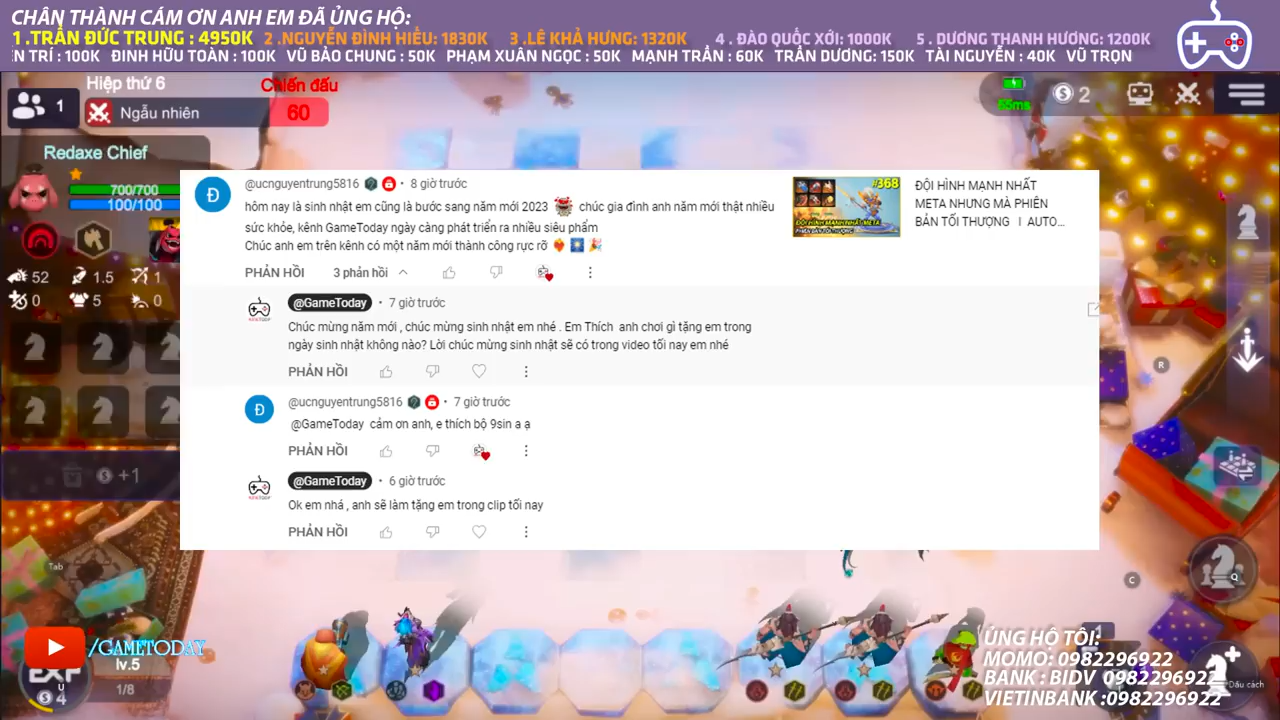 CHÂN THÀNH CÁM ƠN ANH EM ĐÃ ỦNG HỘ:
1 .TRẦN ĐỨC TRUNG : 4950K 2 .NGUYỄN ĐÌNH HIẾU: 1830K 3 .LÊ KHẢ HƯNG: 1320K 4 . ĐÀO QUỐC XỚI: 1000K 5 . DƯƠNG THANH HƯƠNG: 1200K
N TRÍ : 100K ĐINH HỮU TOÀN : 100K VŨ BẢO CHUNG : 50K PHẠM XUÂN NGỌC : 50K MẠNH TRẦN : 60K TRẦN DƯƠNG: 150K TÀI NGUYỄN : 40K VŨ TRỌN
Hiệp thứ 6
Chiến đấu
1
Ngẫu nhiên
60
55ms
2
Redaxe Chief
700/700
100/100
52 1.5 1
0 5 0
+1
@ucnguyentrung5816 • 8 giờ trước
hôm nay là sinh nhật em cũng là bước sang năm mới 2023 chúc gia đình anh năm mới thật nhiều
sức khỏe, kênh GameToday ngày càng phát triển ra nhiều siêu phẩm
Chúc anh em trên kênh có một năm mới thành công rực rỡ
PHẢN HỒI 3 phản hồi
#368
ĐỘI HÌNH MẠNH NHẤT META
ĐỘI HÌNH MẠNH NHẤT
META NHƯNG MÀ PHIÊN
BẢN TỐI THƯỢNG I AUTO...
@GameToday • 7 giờ trước
Chúc mừng năm mới , chúc mừng sinh nhật em nhé . Em Thích anh chơi gì tặng em trong
ngày sinh nhật không nào? Lời chúc mừng sinh nhật sẽ có trong video tối nay em nhé
PHẢN HỒI
@ucnguyentrung5816 • 7 giờ trước
@GameToday cảm ơn anh, e thích bộ 9sin a ạ
PHẢN HỒI
@GameToday • 6 giờ trước
Ok em nhá , anh sẽ làm tặng em trong clip tối nay
PHẢN HỒI
Đ
Đ
R
C
Q
Tab
/GAMETODAY
lv.5
EXP
U
1/8
4
ỦNG HỘ TÔI:
MOMO: 0982296922
BANK : BIDV 0982296922
VIETINBANK :0982296922
1
Dấu cách